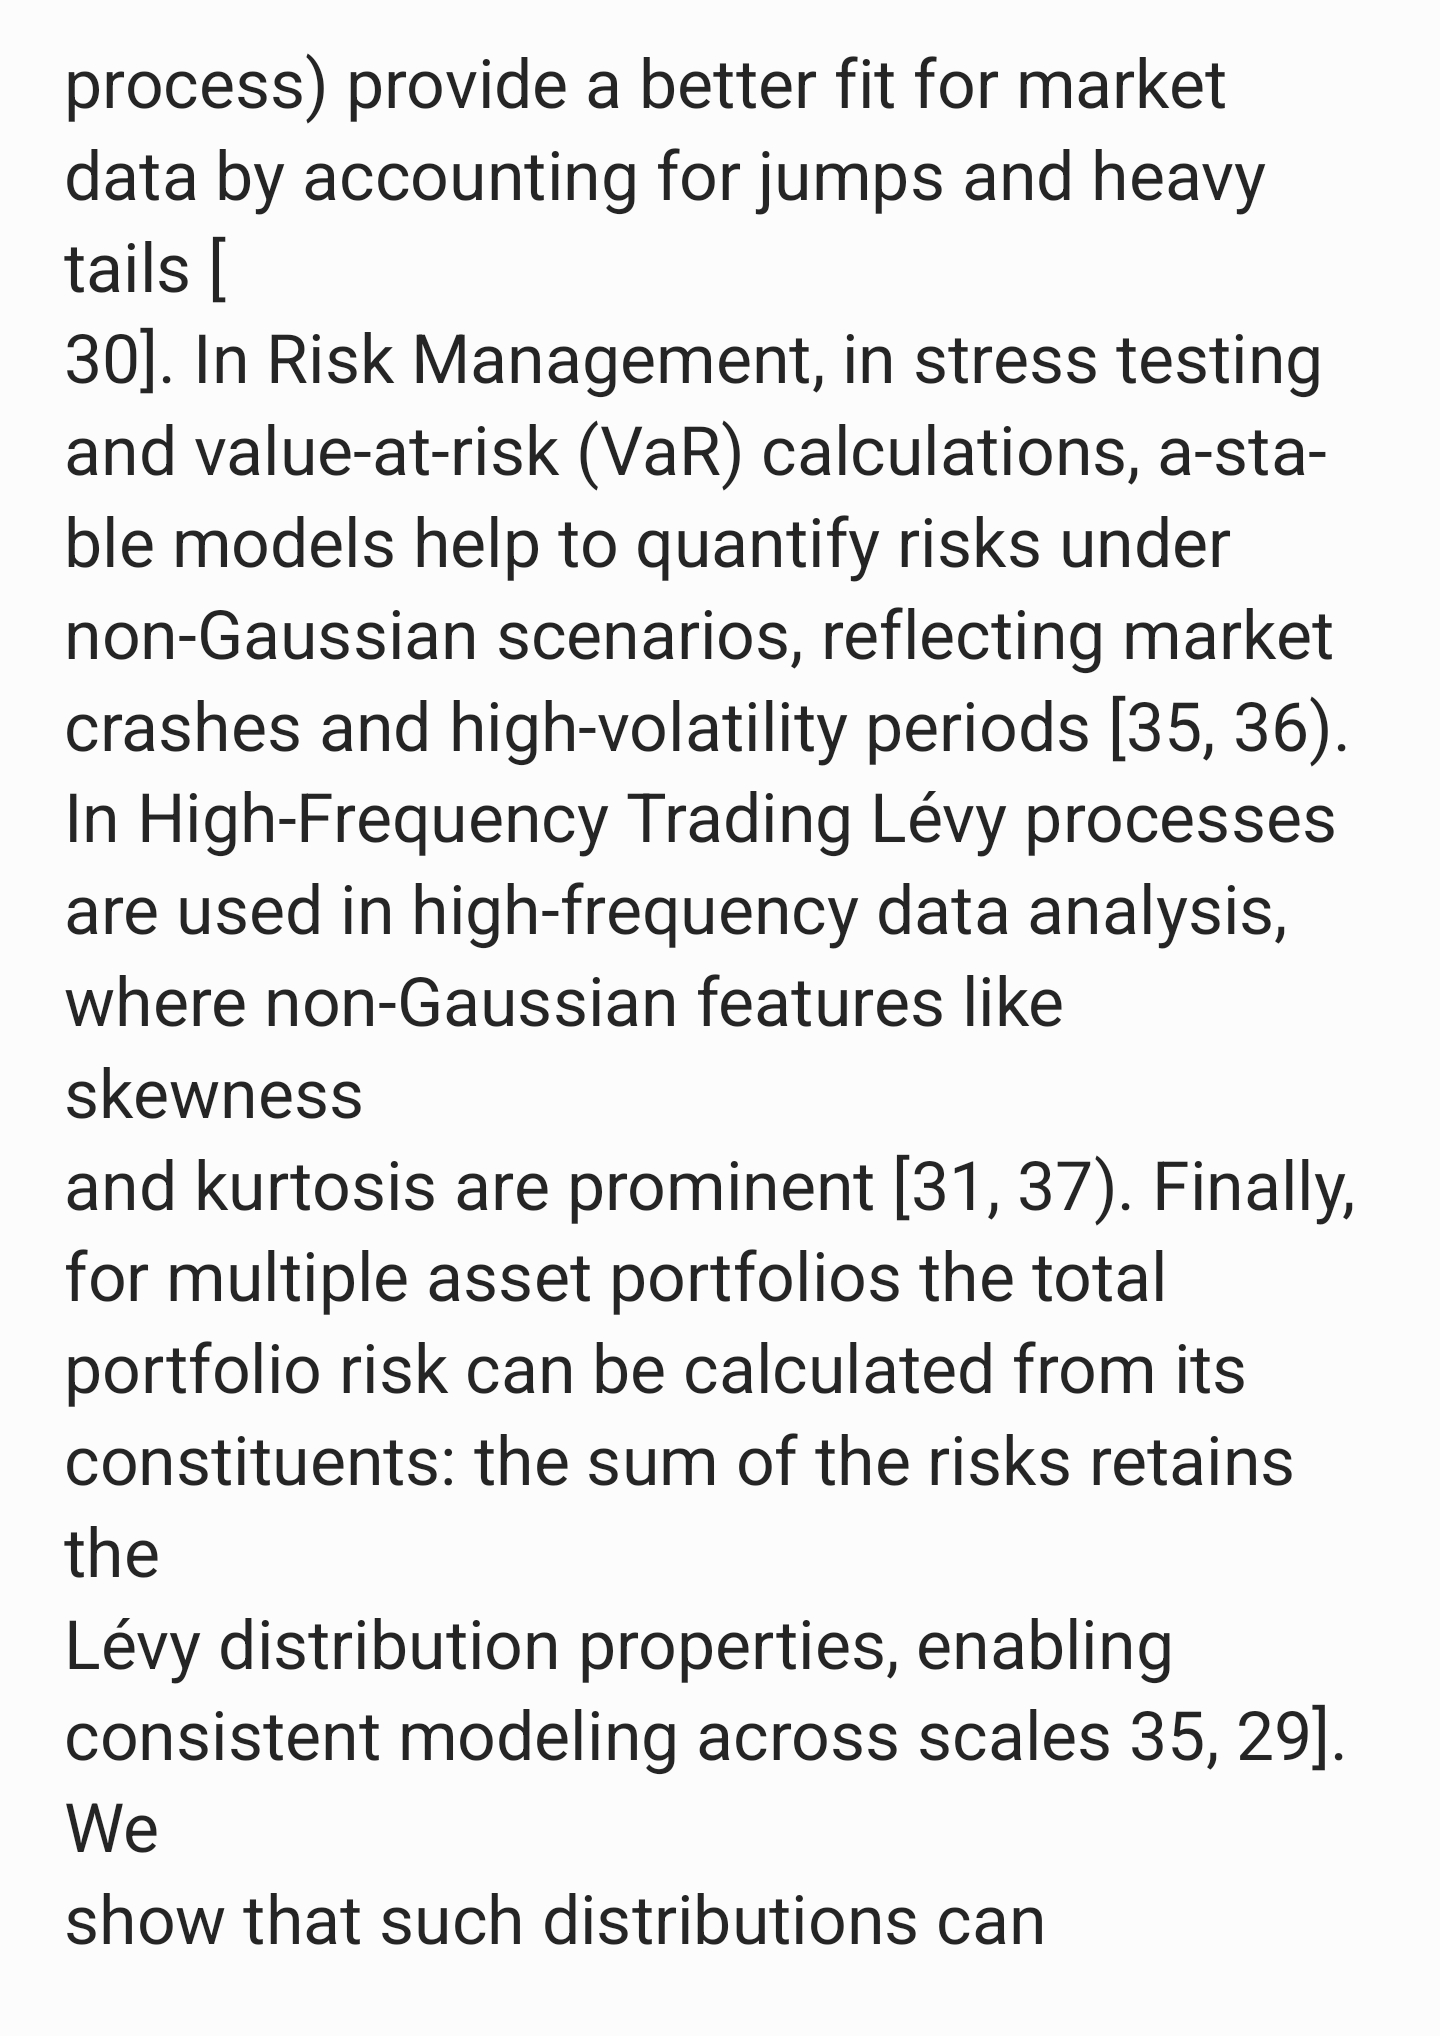 process) provide a better fit for market
data by accounting for jumps and heavy
tails [
30]. In Risk Management, in stress testing
and value-at-risk (VaR) calculations, a-sta-
ble models help to quantify risks under
non-Gaussian scenarios, reflecting market
crashes and high-volatility periods [35, 36).
In High-Frequency Trading Lévy processes
are used in high-frequency data analysis,
where non-Gaussian features like
skewness
and kurtosis are prominent [31, 37). Finally,
for multiple asset portfolios the total
portfolio risk can be calculated from its
constituents: the sum of the risks retains
the
Lévy distribution properties, enabling
consistent modeling across scales 35, 29].
We
show that such distributions can